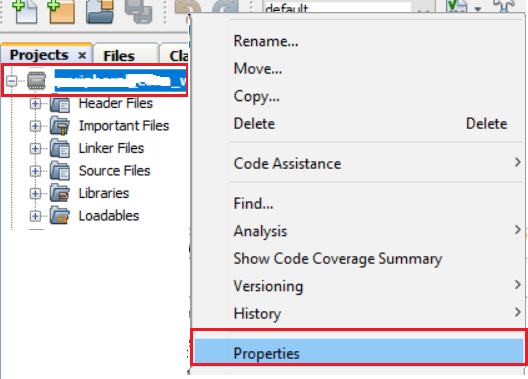 default
Projects
Files
Cla
Header Files
Important Files
Linker Files
Source Files
Libraries
Loadables
Rename...
Move...
Copy...
Delete Delete
Code Assistance
Find...
Analysis
Show Code Coverage Summary
Versioning
History
Properties